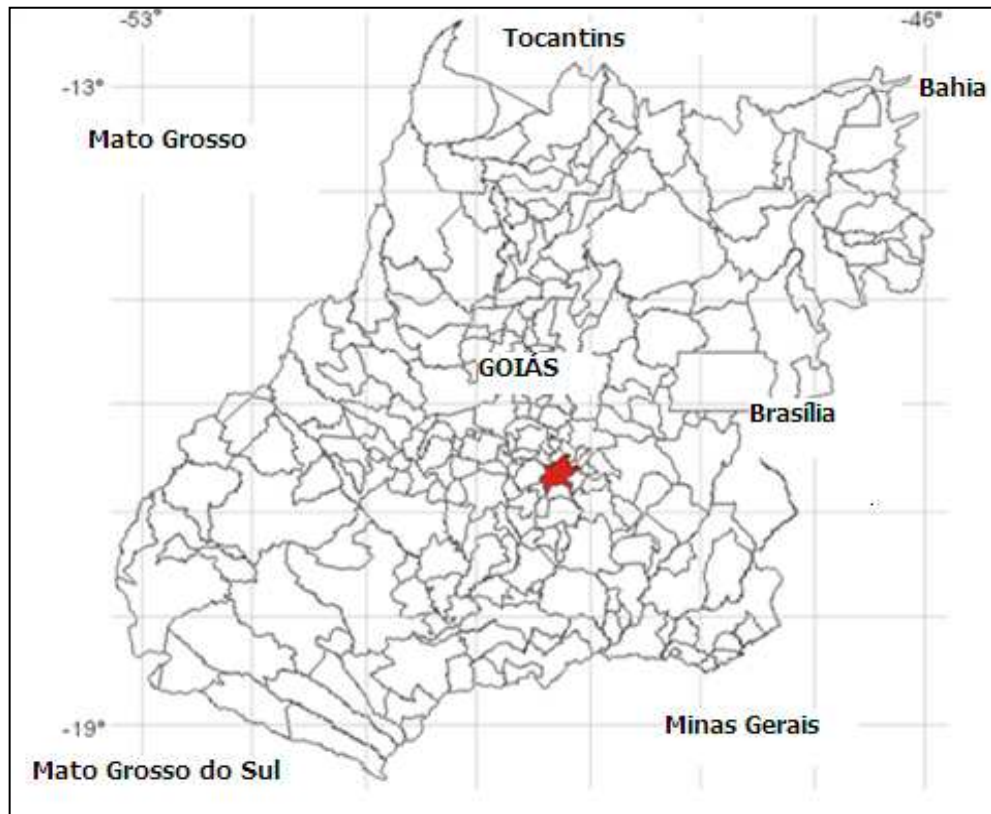 -53°
-46°
Tocantins
-13°
Bahia
Mato Grosso
GOIÁS
Brasília
-19°
Minas Gerais
Mato Grosso do Sul